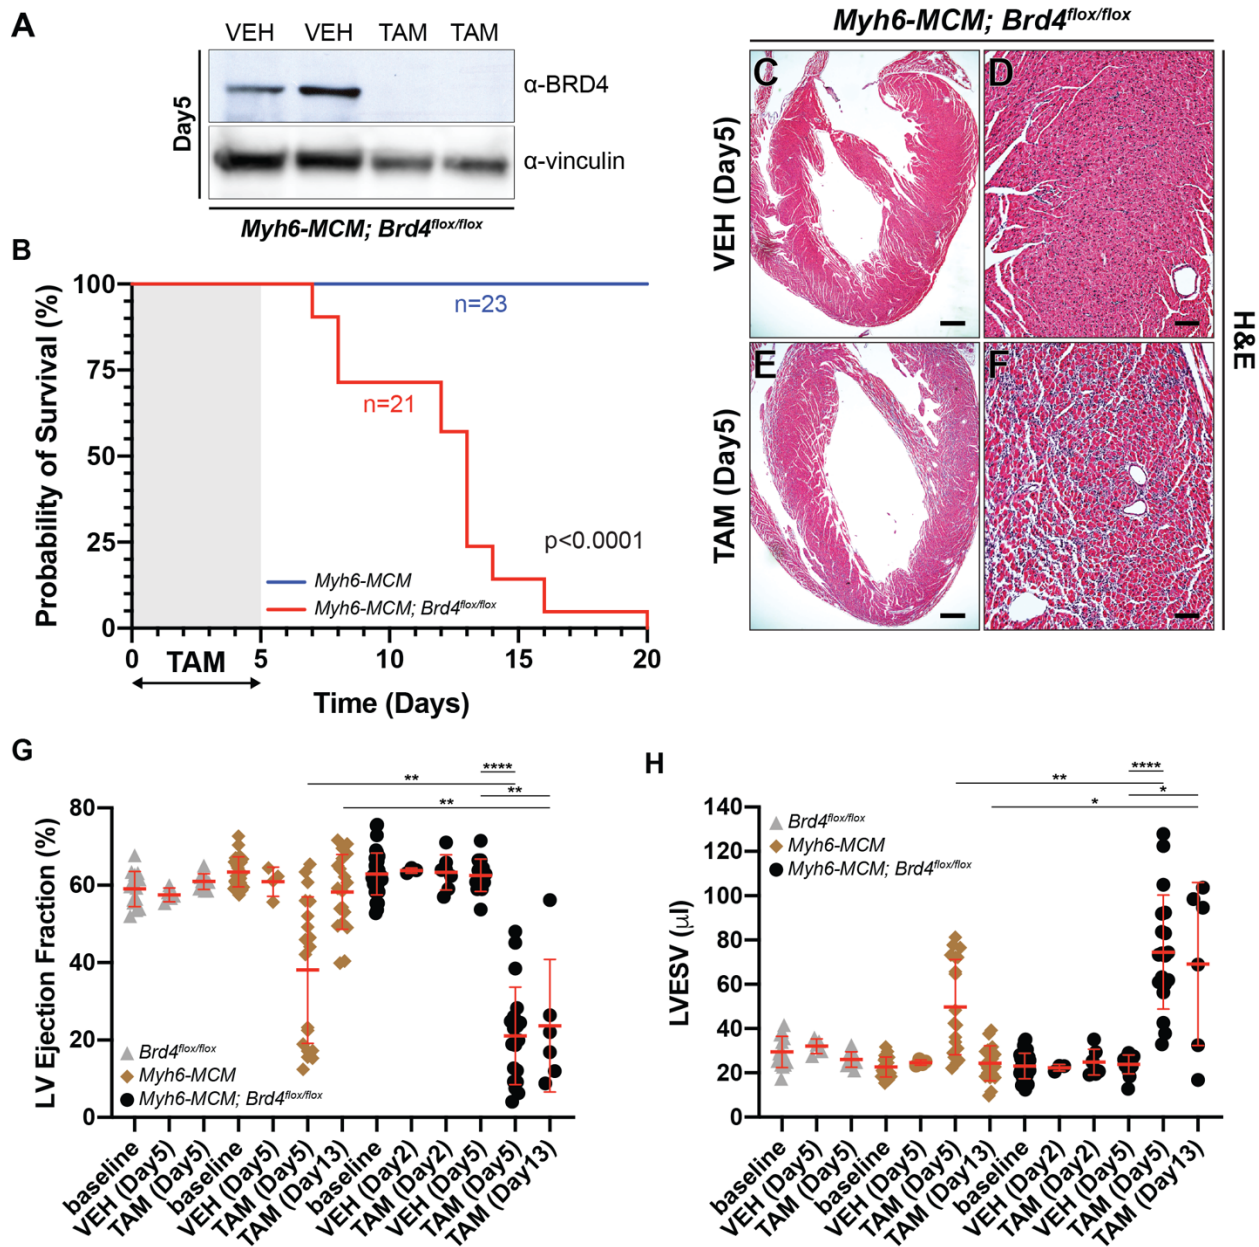 A
VEH VEH TAM TAM
Day5
α-BRD4
α-vinculin
Myh6-MCM; Brd4flox/flox
B
Probability of Survival (%)
100
75
50
25
0
n=23
n=21
p<0.0001
Myh6-MCM
Myh6-MCM; Brd4flox/flox
0 5 10 15 20
TAM
Time (Days)
Myh6-MCM; Brd4flox/flox
C D
VEH (Day5)
E F
TAM (Day5)
H&E
G
LV Ejection Fraction (%)
80
60
40
20
0
****
**
**
**
Brd4flox/flox
Myh6-MCM
Myh6-MCM; Brd4flox/flox
baseline
VEH (Day5)
TAM (Day5)
baseline
VEH (Day5)
TAM (Day5)
TAM (Day13)
baseline
VEH (Day2)
TAM (Day2)
VEH (Day5)
TAM (Day5)
TAM (Day13)
H
LVESV (μl)
140
120
100
80
60
40
20
0
****
**
*
*
Brd4flox/flox
Myh6-MCM
Myh6-MCM; Brd4flox/flox
baseline
VEH (Day5)
TAM (Day5)
baseline
VEH (Day5)
TAM (Day5)
TAM (Day13)
baseline
VEH (Day2)
TAM (Day2)
VEH (Day5)
TAM (Day5)
TAM (Day13)